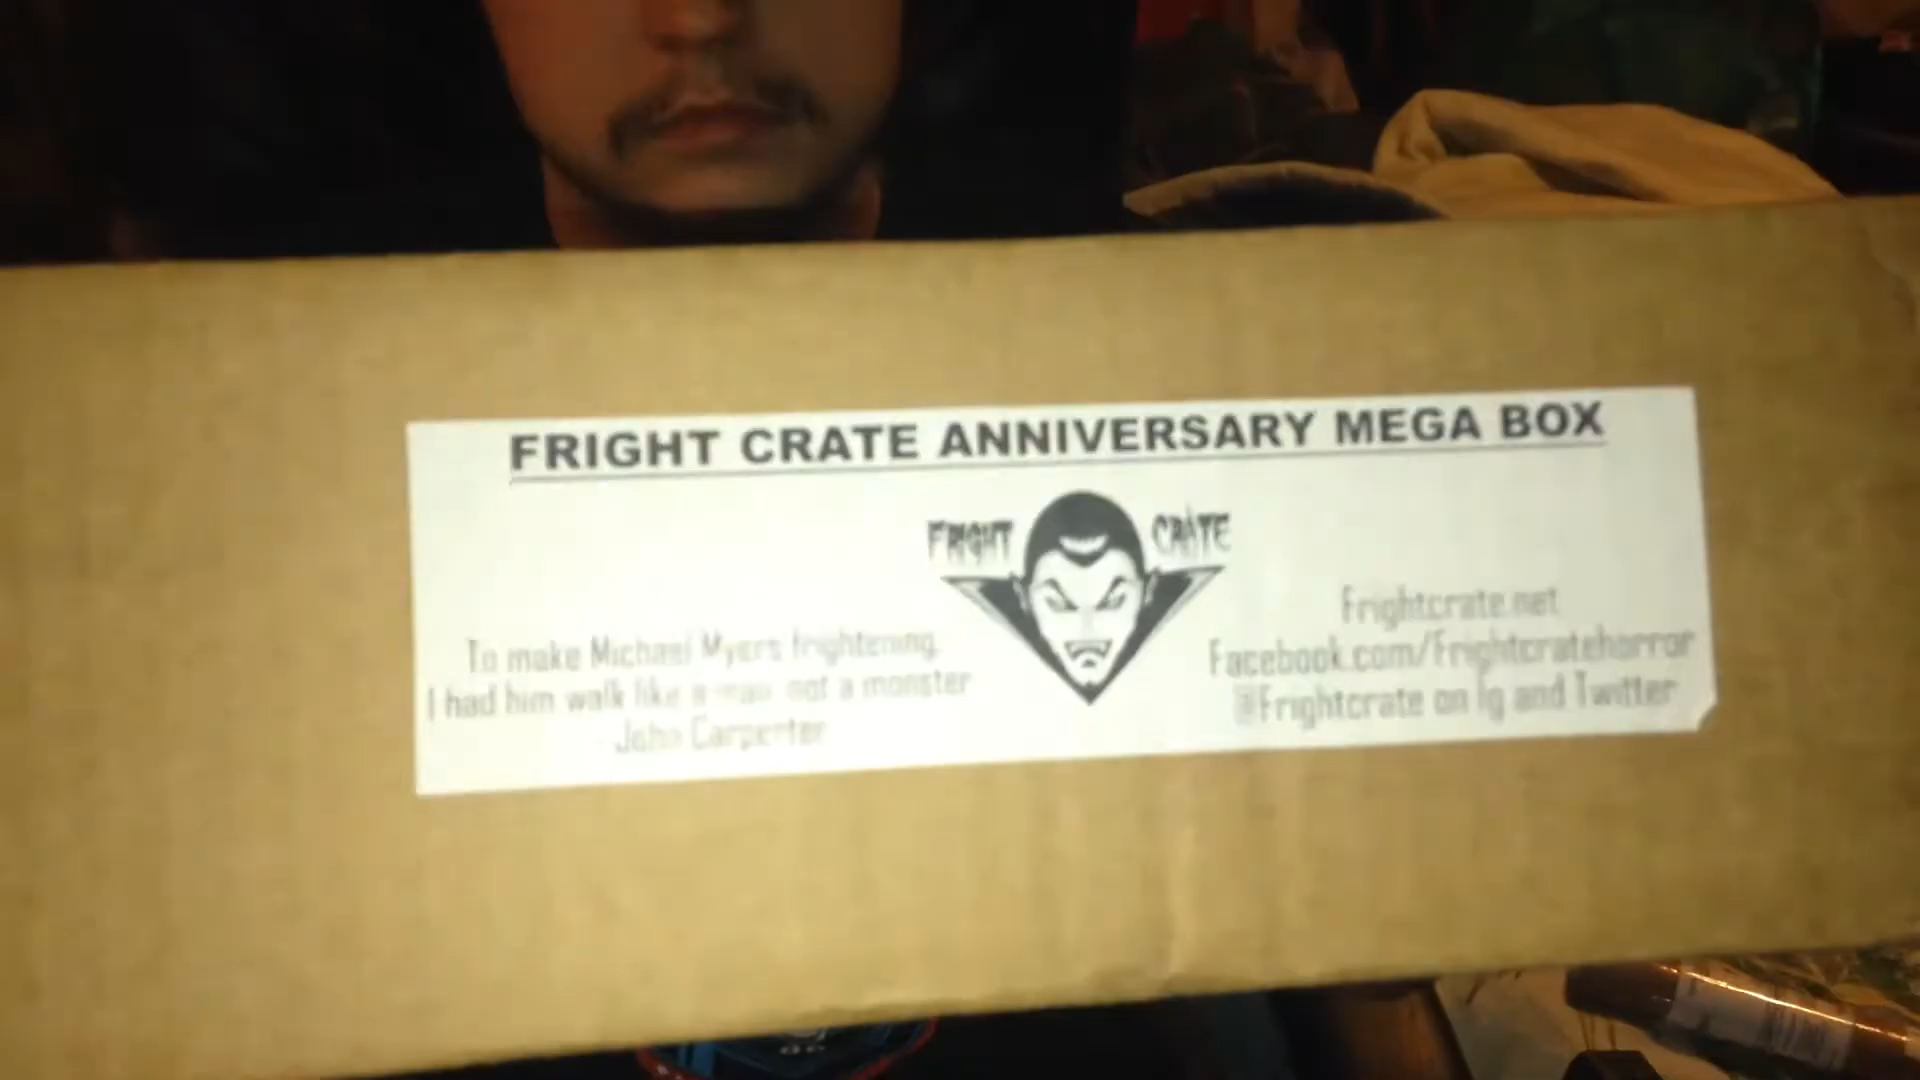 FRIGHT CRATE ANNIVERSARY MEGA BOX
FRIGHT CRATE
To make Michael Myers frightening,
I had him walk like a man not a monster
John Carpenter
Frightcrate.net
Facebook.com/Frightcratehorror
@Frightcrate on Ig and Twitter